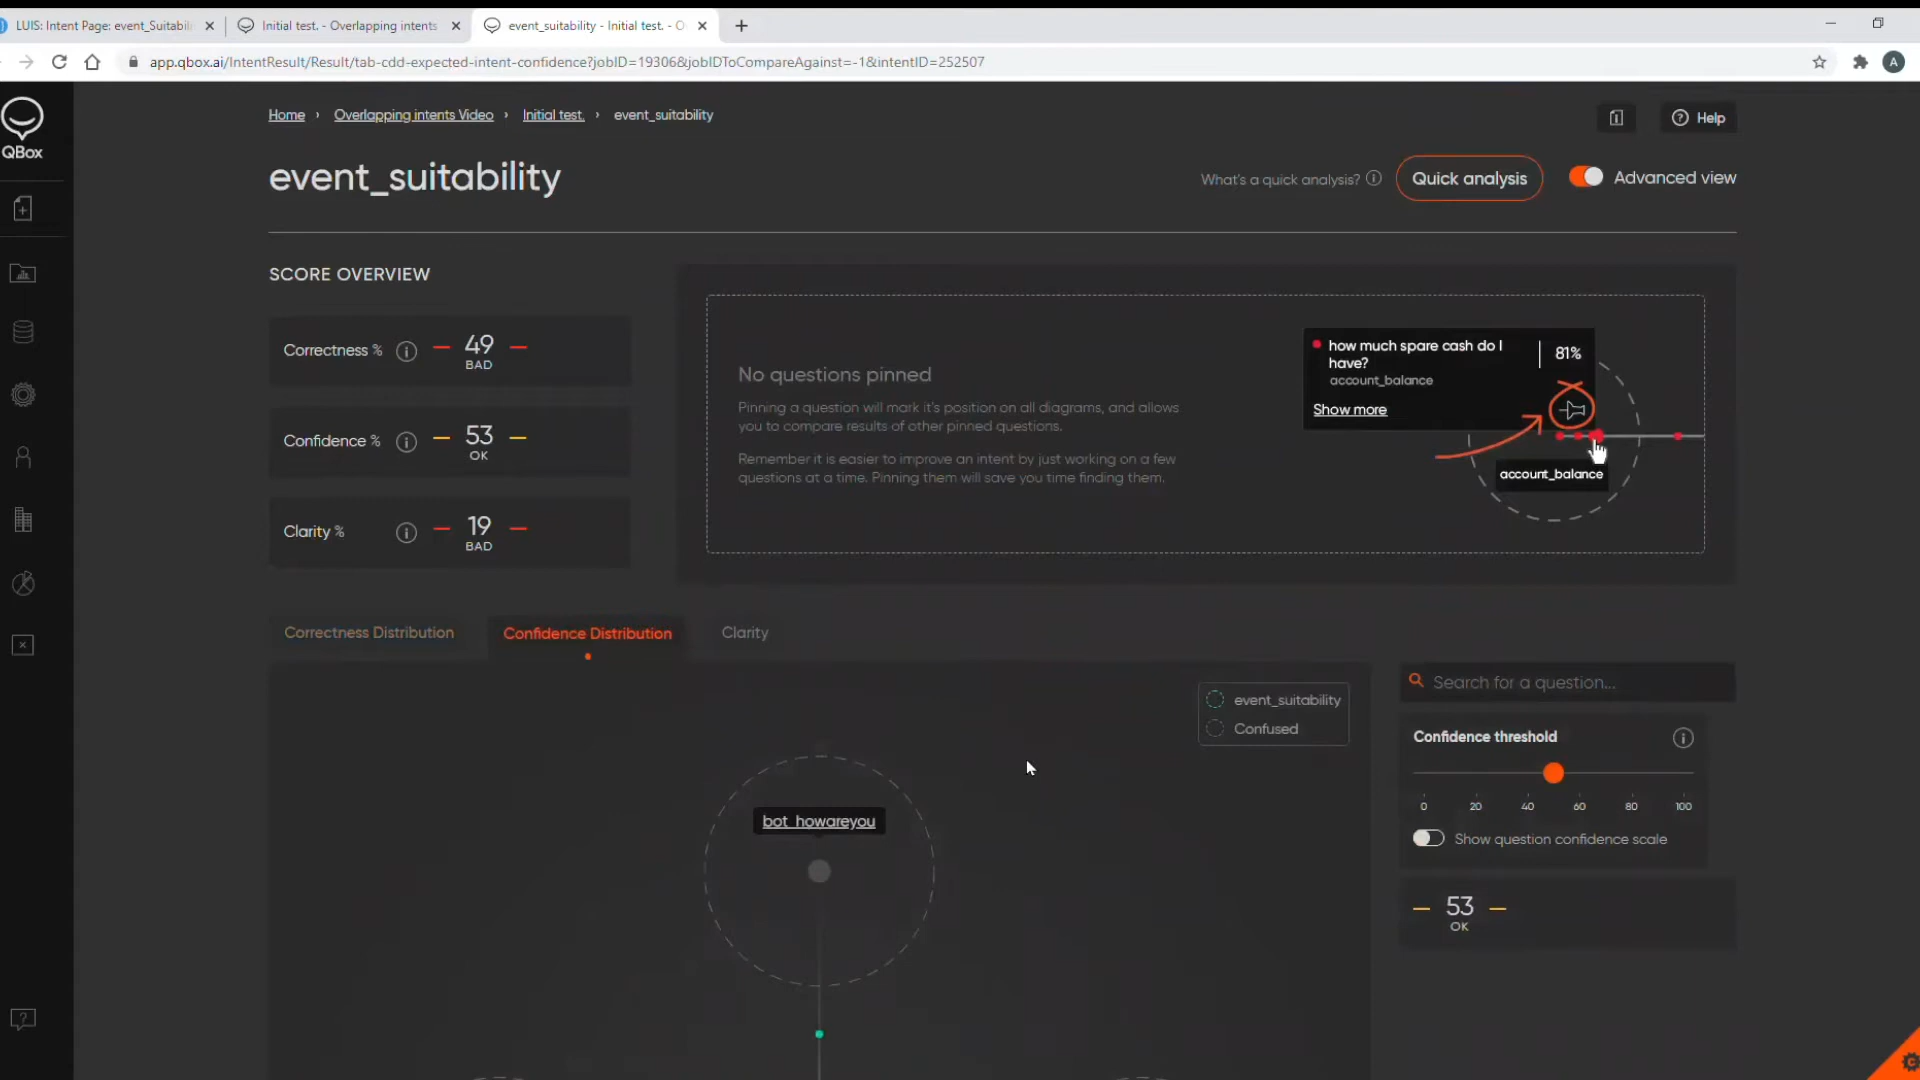 LUIS: Intent Page: event_Suitabili
Initial test. - Overlapping intents
event_suitability - Initial test. - O
app.qbox.ai/IntentResult/Result/tab-cdd-expected-intent-confidence?jobID=19306&jobIDToCompareAgainst=-1&intentID=252507
A
QBox
Home › Overlapping intents Video › Initial test. › event_suitability
Help
event_suitability
What's a quick analysis?
Quick analysis
Advanced view
SCORE OVERVIEW
Correctness %
49
BAD
Confidence %
53
OK
Clarity %
19
BAD
No questions pinned
Pinning a question will mark it's position on all diagrams, and allows
you to compare results of other pinned questions.
Remember it is easier to improve an intent by just working on a few
questions at a time. Pinning them will save you time finding them.
how much spare cash do I
have?
81%
account_balance
Show more
account_balance
Correctness Distribution
Confidence Distribution
Clarity
event_suitability
Confused
bot_howareyou
Search for a question...
Confidence threshold
0 20 40 60 80 100
Show question confidence scale
53
OK